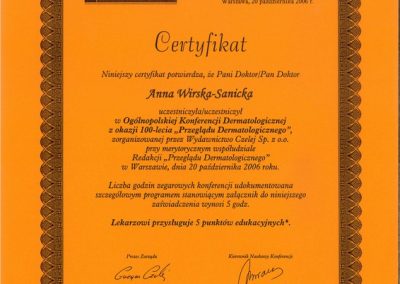 Warszawa, 20 października 2006 r.
Certyfikat
Niniejszy certyfikat potwierdza, że Pani Doktor/Pan Doktor
Anna Wirska-Sanicka
uczestniczyła/uczestniczył
w Ogólnopolskiej Konferencji Dermatologicznej
z okazji 100-lecia „Przeglądu Dermatologicznego",
zorganizowanej przez Wydawnictwo Czelej Sp. z o.o.
przy merytorycznym współudziale
Redakcji „Przeglądu Dermatologicznego"
w Warszawie, dnia 20 października 2006 roku.
Liczba godzin zegarowych konferencji udokumentowana
szczegółowym programem stanowiącym załącznik do niniejszego
zaświadczenia wynosi 5 godz.
Lekarzowi przysługuje 5 punktów edukacyjnych*.
Prezes Zarządu
Kierownik Naukowy Konferencji